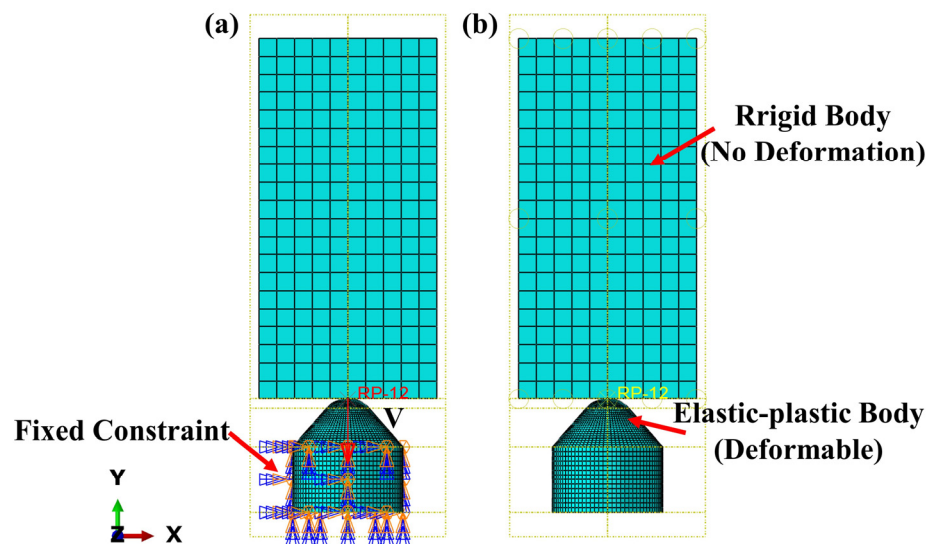 (a)
(b)
Rrigid Body
(No Deformation)
RP-12
RP-12
V
Elastic-plastic Body
(Deformable)
Fixed Constraint
Y
Z
X